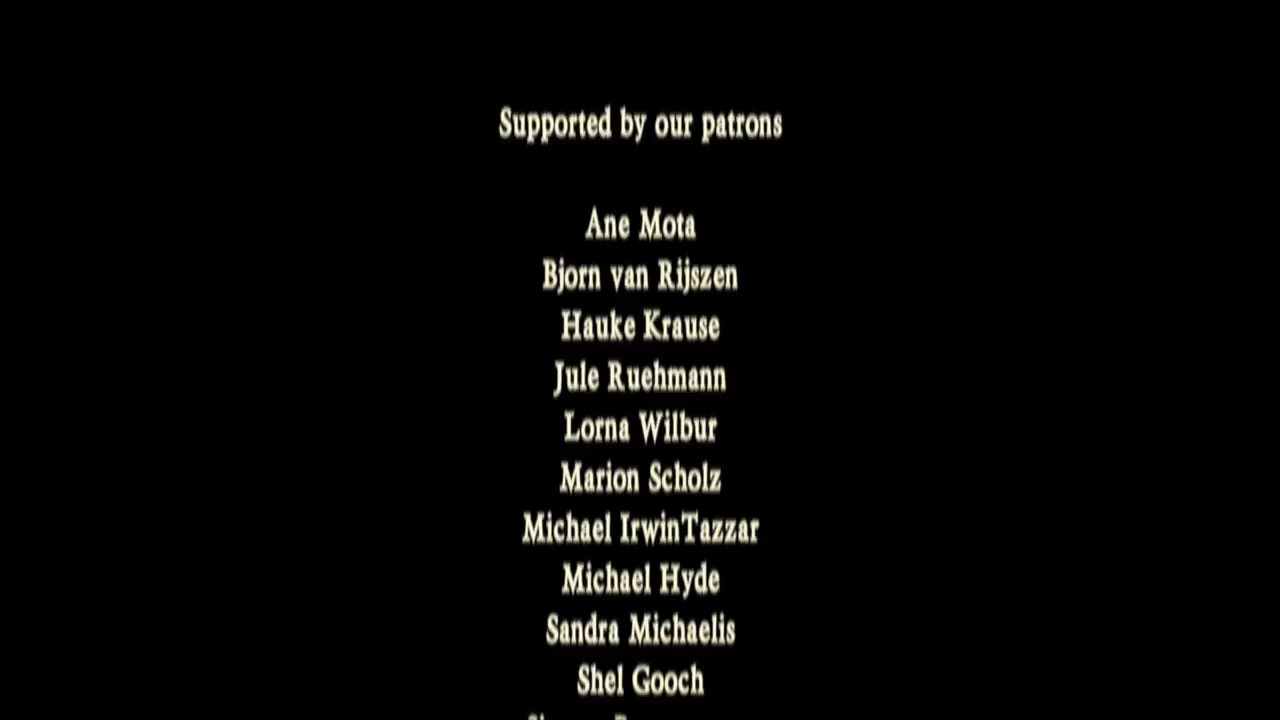 Supported by our patrons
Ane Mota
Bjorn van Rijszen
Hauke Krause
Jule Ruehmann
Lorna Wilbur
Marion Scholz
Michael IrwinTazzar
Michael Hyde
Sandra Michaelis
Shel Gooch